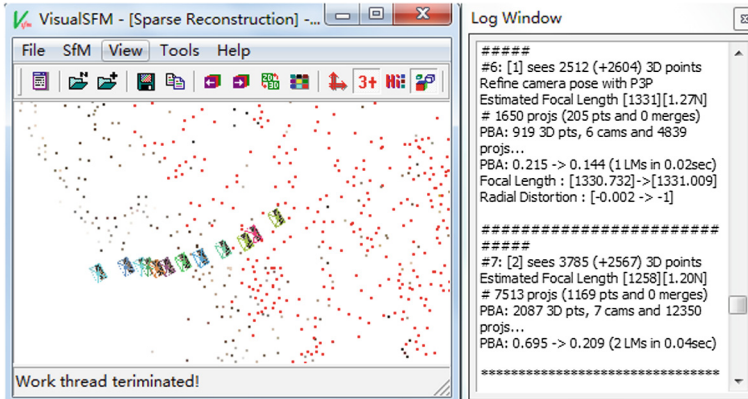 VisualSFM - [Sparse Reconstruction] -...
File SfM View Tools Help
3+
Work thread teriminated!
Log Window
#####
#6: [1] sees 2512 (+2604) 3D points
Refine camera pose with P3P
Estimated Focal Length [1331][1.27N]
# 1650 projs (205 pts and 0 merges)
PBA: 919 3D pts, 6 cams and 4839
projs...
PBA: 0.215 -> 0.144 (1 LMs in 0.02sec)
Focal Length : [1330.732]->[1331.009]
Radial Distortion : [-0.002 -> -1]
#########################
#####
#7: [2] sees 3785 (+2567) 3D points
Estimated Focal Length [1258][1.20N]
# 7513 projs (1169 pts and 0 merges)
PBA: 2087 3D pts, 7 cams and 12350
projs...
PBA: 0.695 -> 0.209 (2 LMs in 0.04sec)
********************************